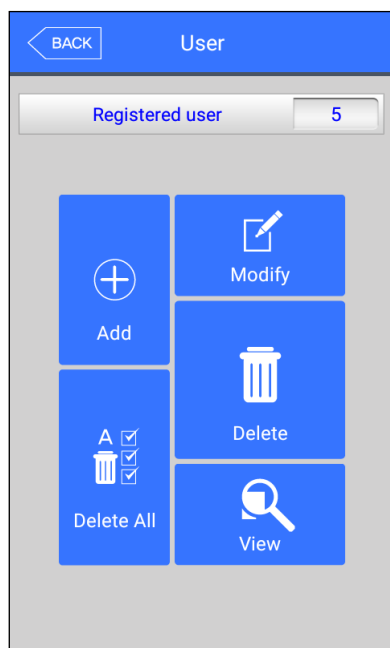 BACK
User
Registered user 5
Add
Modify
Delete
A
Delete All
View